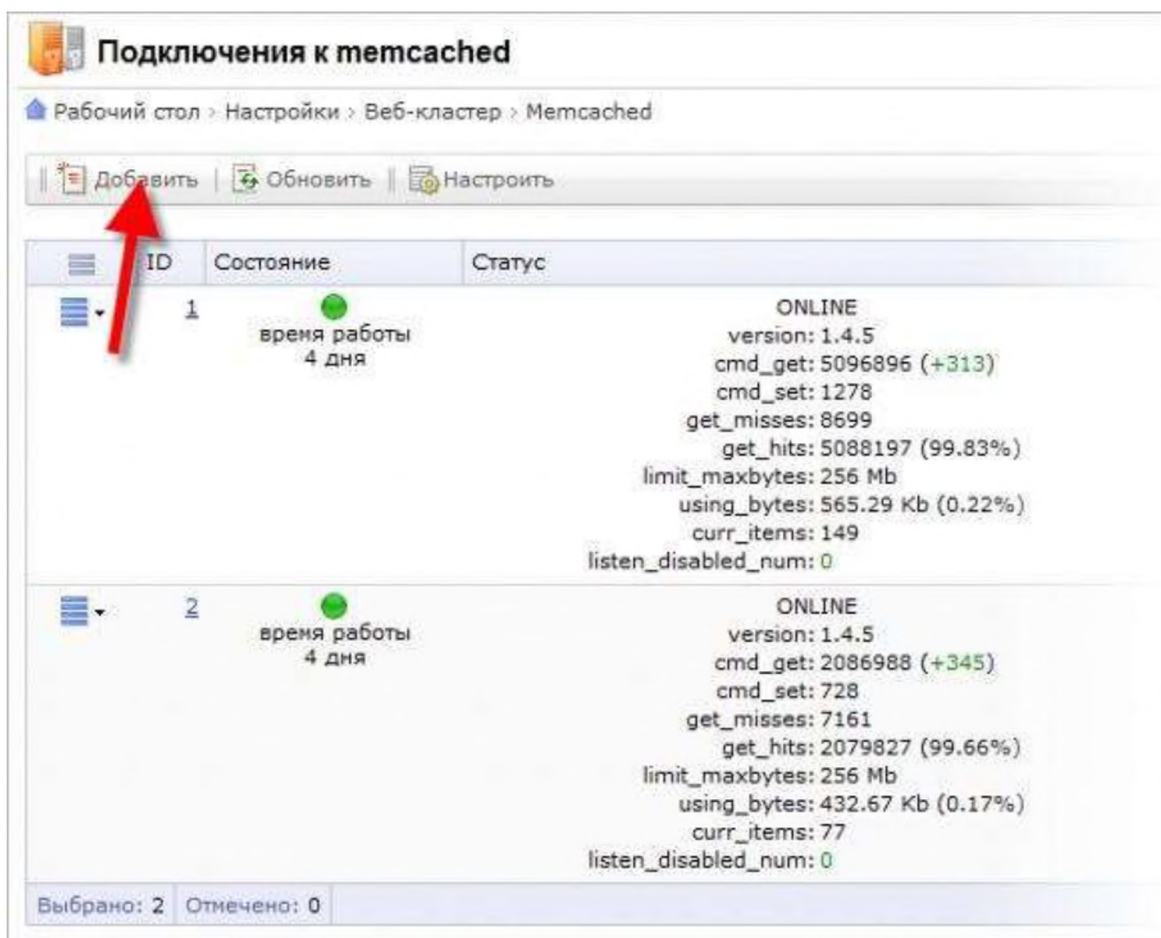 Подключения к memcached
Рабочий стол > Настройки > Веб-кластер > Memcached
Добавить | Обновить | Настроить
ID Состояние Статус
1 ONLINE
время работы version: 1.4.5
4 дня cmd_get: 5096896 (+313)
cmd_set: 1278
get_misses: 8699
get_hits: 5088197 (99.83%)
limit_maxbytes: 256 Mb
using_bytes: 565.29 Kb (0.22%)
curr_items: 149
listen_disabled_num: 0
2 ONLINE
время работы version: 1.4.5
4 дня cmd_get: 2086988 (+345)
cmd_set: 728
get_misses: 7161
get_hits: 2079827 (99.66%)
limit_maxbytes: 256 Mb
using_bytes: 432.67 Kb (0.17%)
curr_items: 77
listen_disabled_num: 0
Выбрано: 2 Отмечено: 0